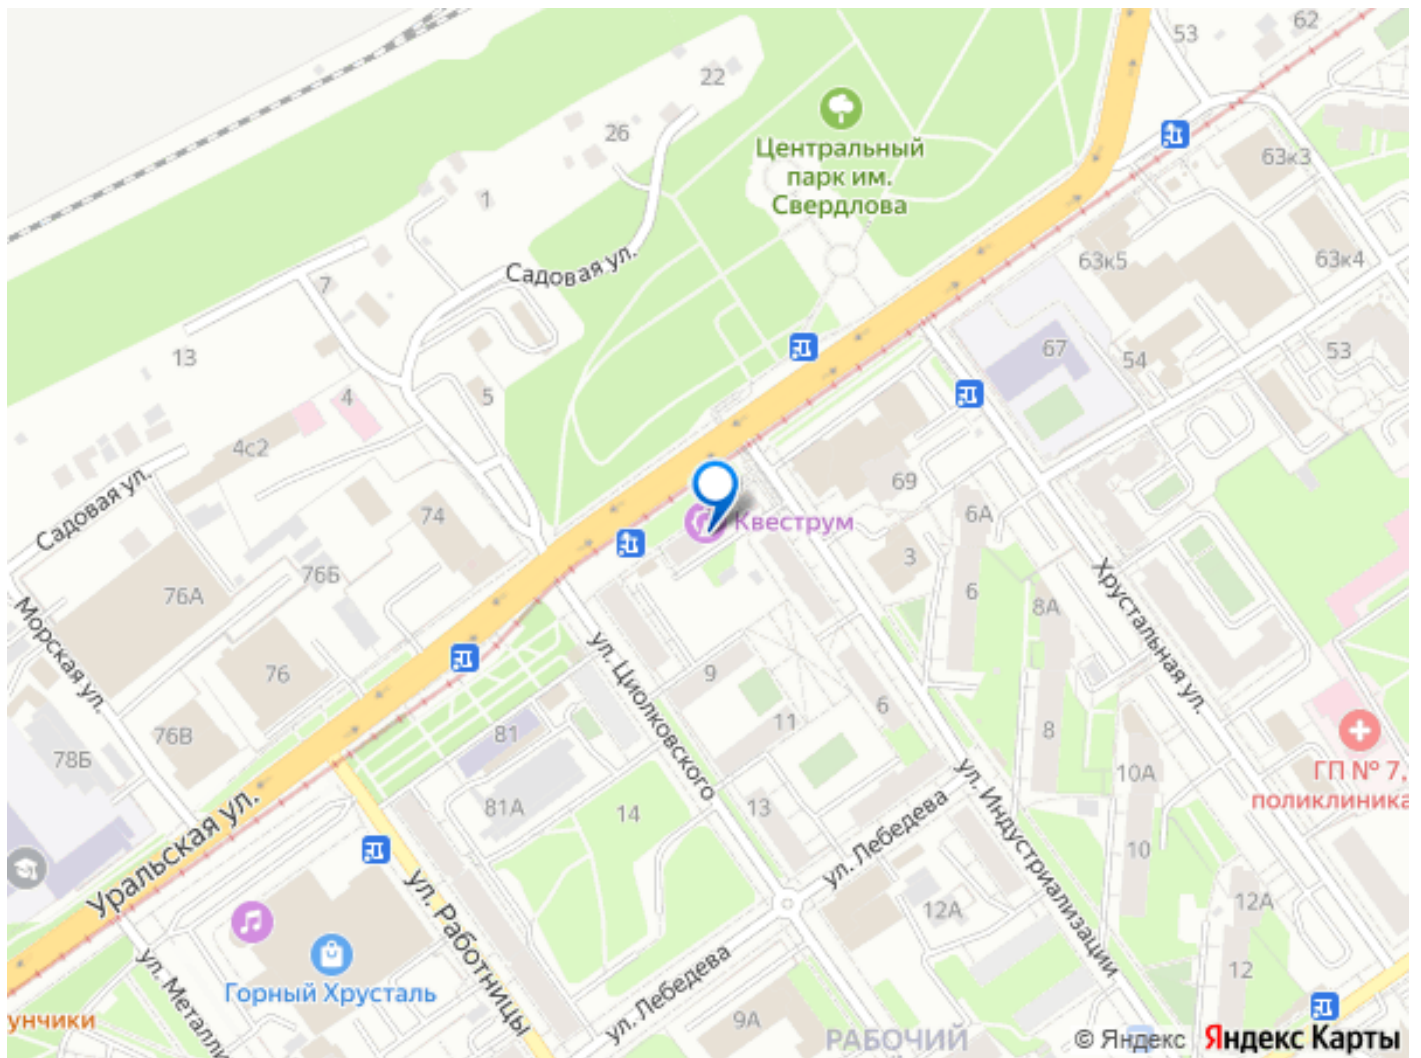 62
53
22
Центральный
парк им.
Свердлова
26
63к3
1
Садовая ул.
63к5
63к4
7
13
67
54
53
5
4
4с2
Садовая ул.
74
69
6А
Квеструм
76Б
3
76А
6
8А
Хрустальная ул.
Морская ул.
ул. Циолковского
76
9
6
11
8
81
76В
78Б
ГП № 7,
поликлиника
10А
ул. Индустриализации
81А
14
13
ул. Лебедева
Уральская ул.
10
ул. Работницы
12А
12А
Горный Хрусталь
ул. Металли
ул. Лебедева
12
унчики
9А
РАБОЧИЙ
© Яндекс Яндекс Карты